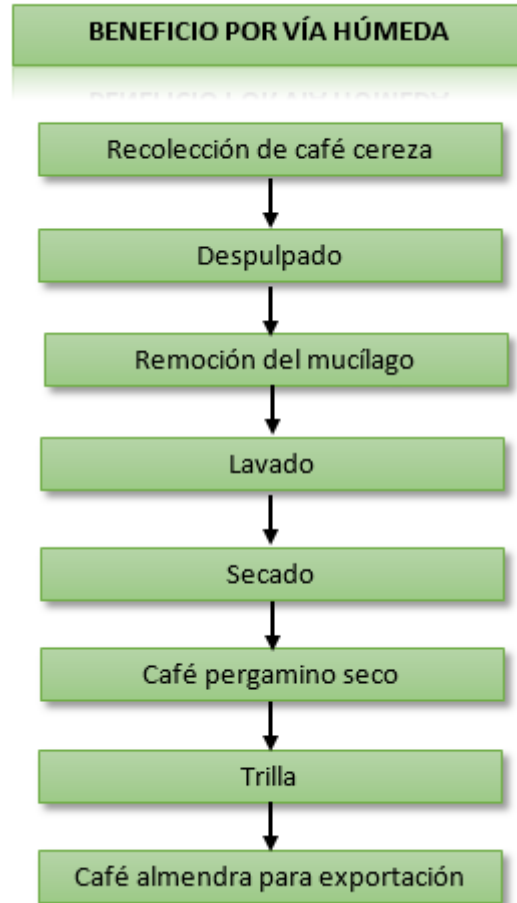 BENEFICIO POR VÍA HÚMEDA
Recolección de café cereza
Despulpado
Remoción del mucílago
Lavado
Secado
Café pergamino seco
Trilla
Café almendra para exportación